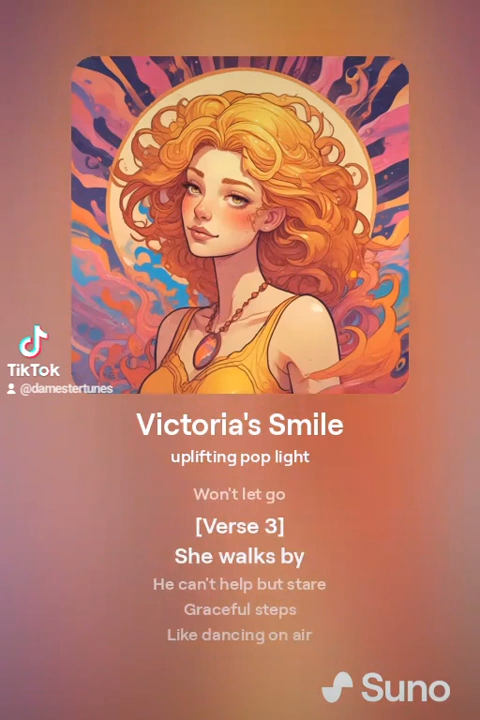 TikTok
@damestertunes
Victoria's Smile
uplifting pop light
Won't let go
[Verse 3]
She walks by
He can't help but stare
Graceful steps
Like dancing on air
Suno